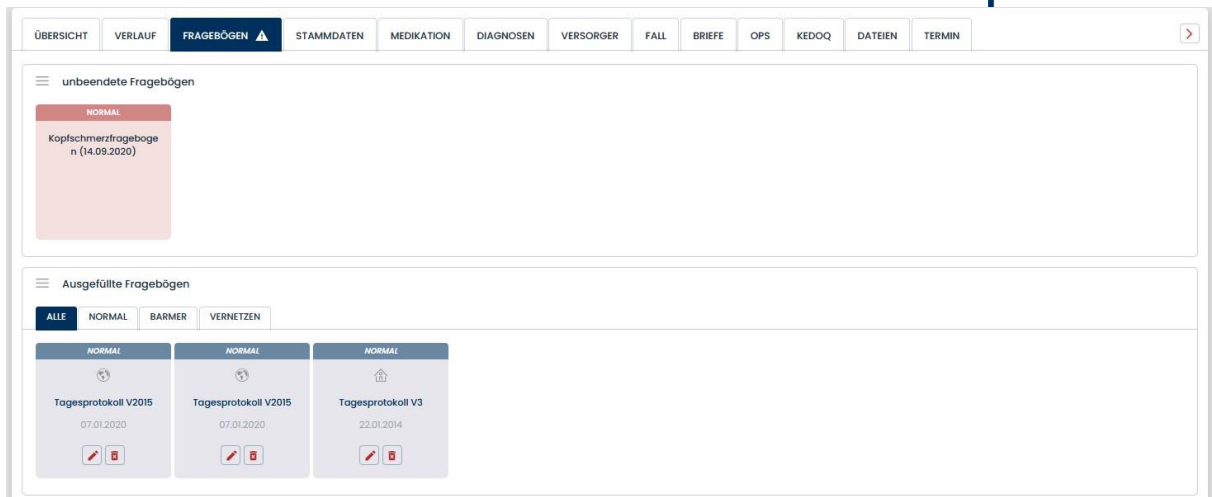 ÜBERSICHT VERLAUF FRAGEBÖGEN STAMMDATEN MEDIKATION DIAGNOSEN VERSORGER FALL BRIEFE OPS KEDOQ DATEIEN TERMIN
unbeendete Fragebögen
NORMAL
Kopfschmerzfrageboge
n (14.09.2020)
Ausgefüllte Fragebögen
ALLE NORMAL BARMER VERNETZEN
NORMAL NORMAL NORMAL
Tagesprotokoll V2015 Tagesprotokoll V2015 Tagesprotokoll V3
07.01.2020 07.01.2020 22.01.2014